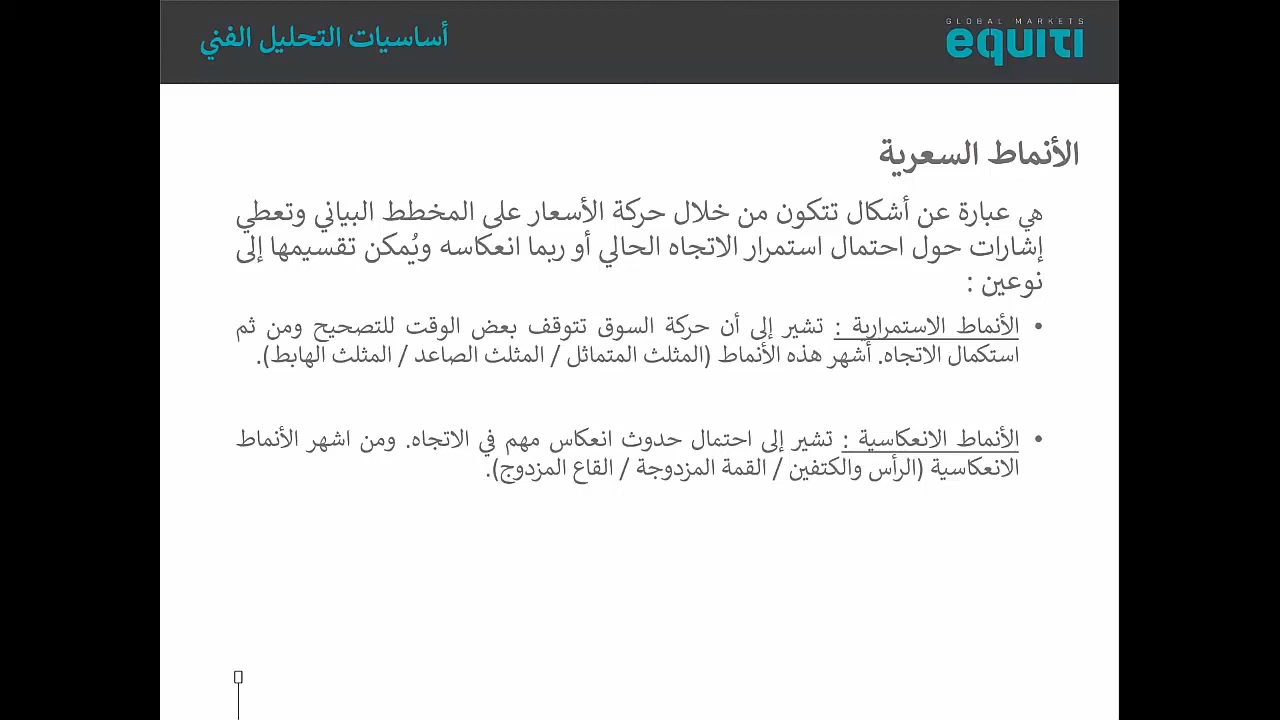 أساسيات التحليل الفني
GLOBAL MARKETS
equiti
الأنماط السعرية
هي عبارة عن أشكال تتكون من خلال حركة الأسعار على المخطط البياني وتعطي
إشارات حول احتمال استمرار الاتجاه الحالي أو ربما انعكاسه ويُمكن تقسيمها إلى
نوعين :
• الأنماط الاستمرارية : تشير إلى أن حركة السوق تتوقف بعض الوقت للتصحيح ومن ثم
استكمال الاتجاه. أشهر هذه الأنماط (المثلث المتماثل / المثلث الصاعد / المثلث الهابط).
• الأنماط الانعكاسية : تشير إلى احتمال حدوث انعكاس مهم في الاتجاه. ومن اشهر الأنماط
الانعكاسية (الرأس والكتفين / القمة المزدوجة / القاع المزدوج).